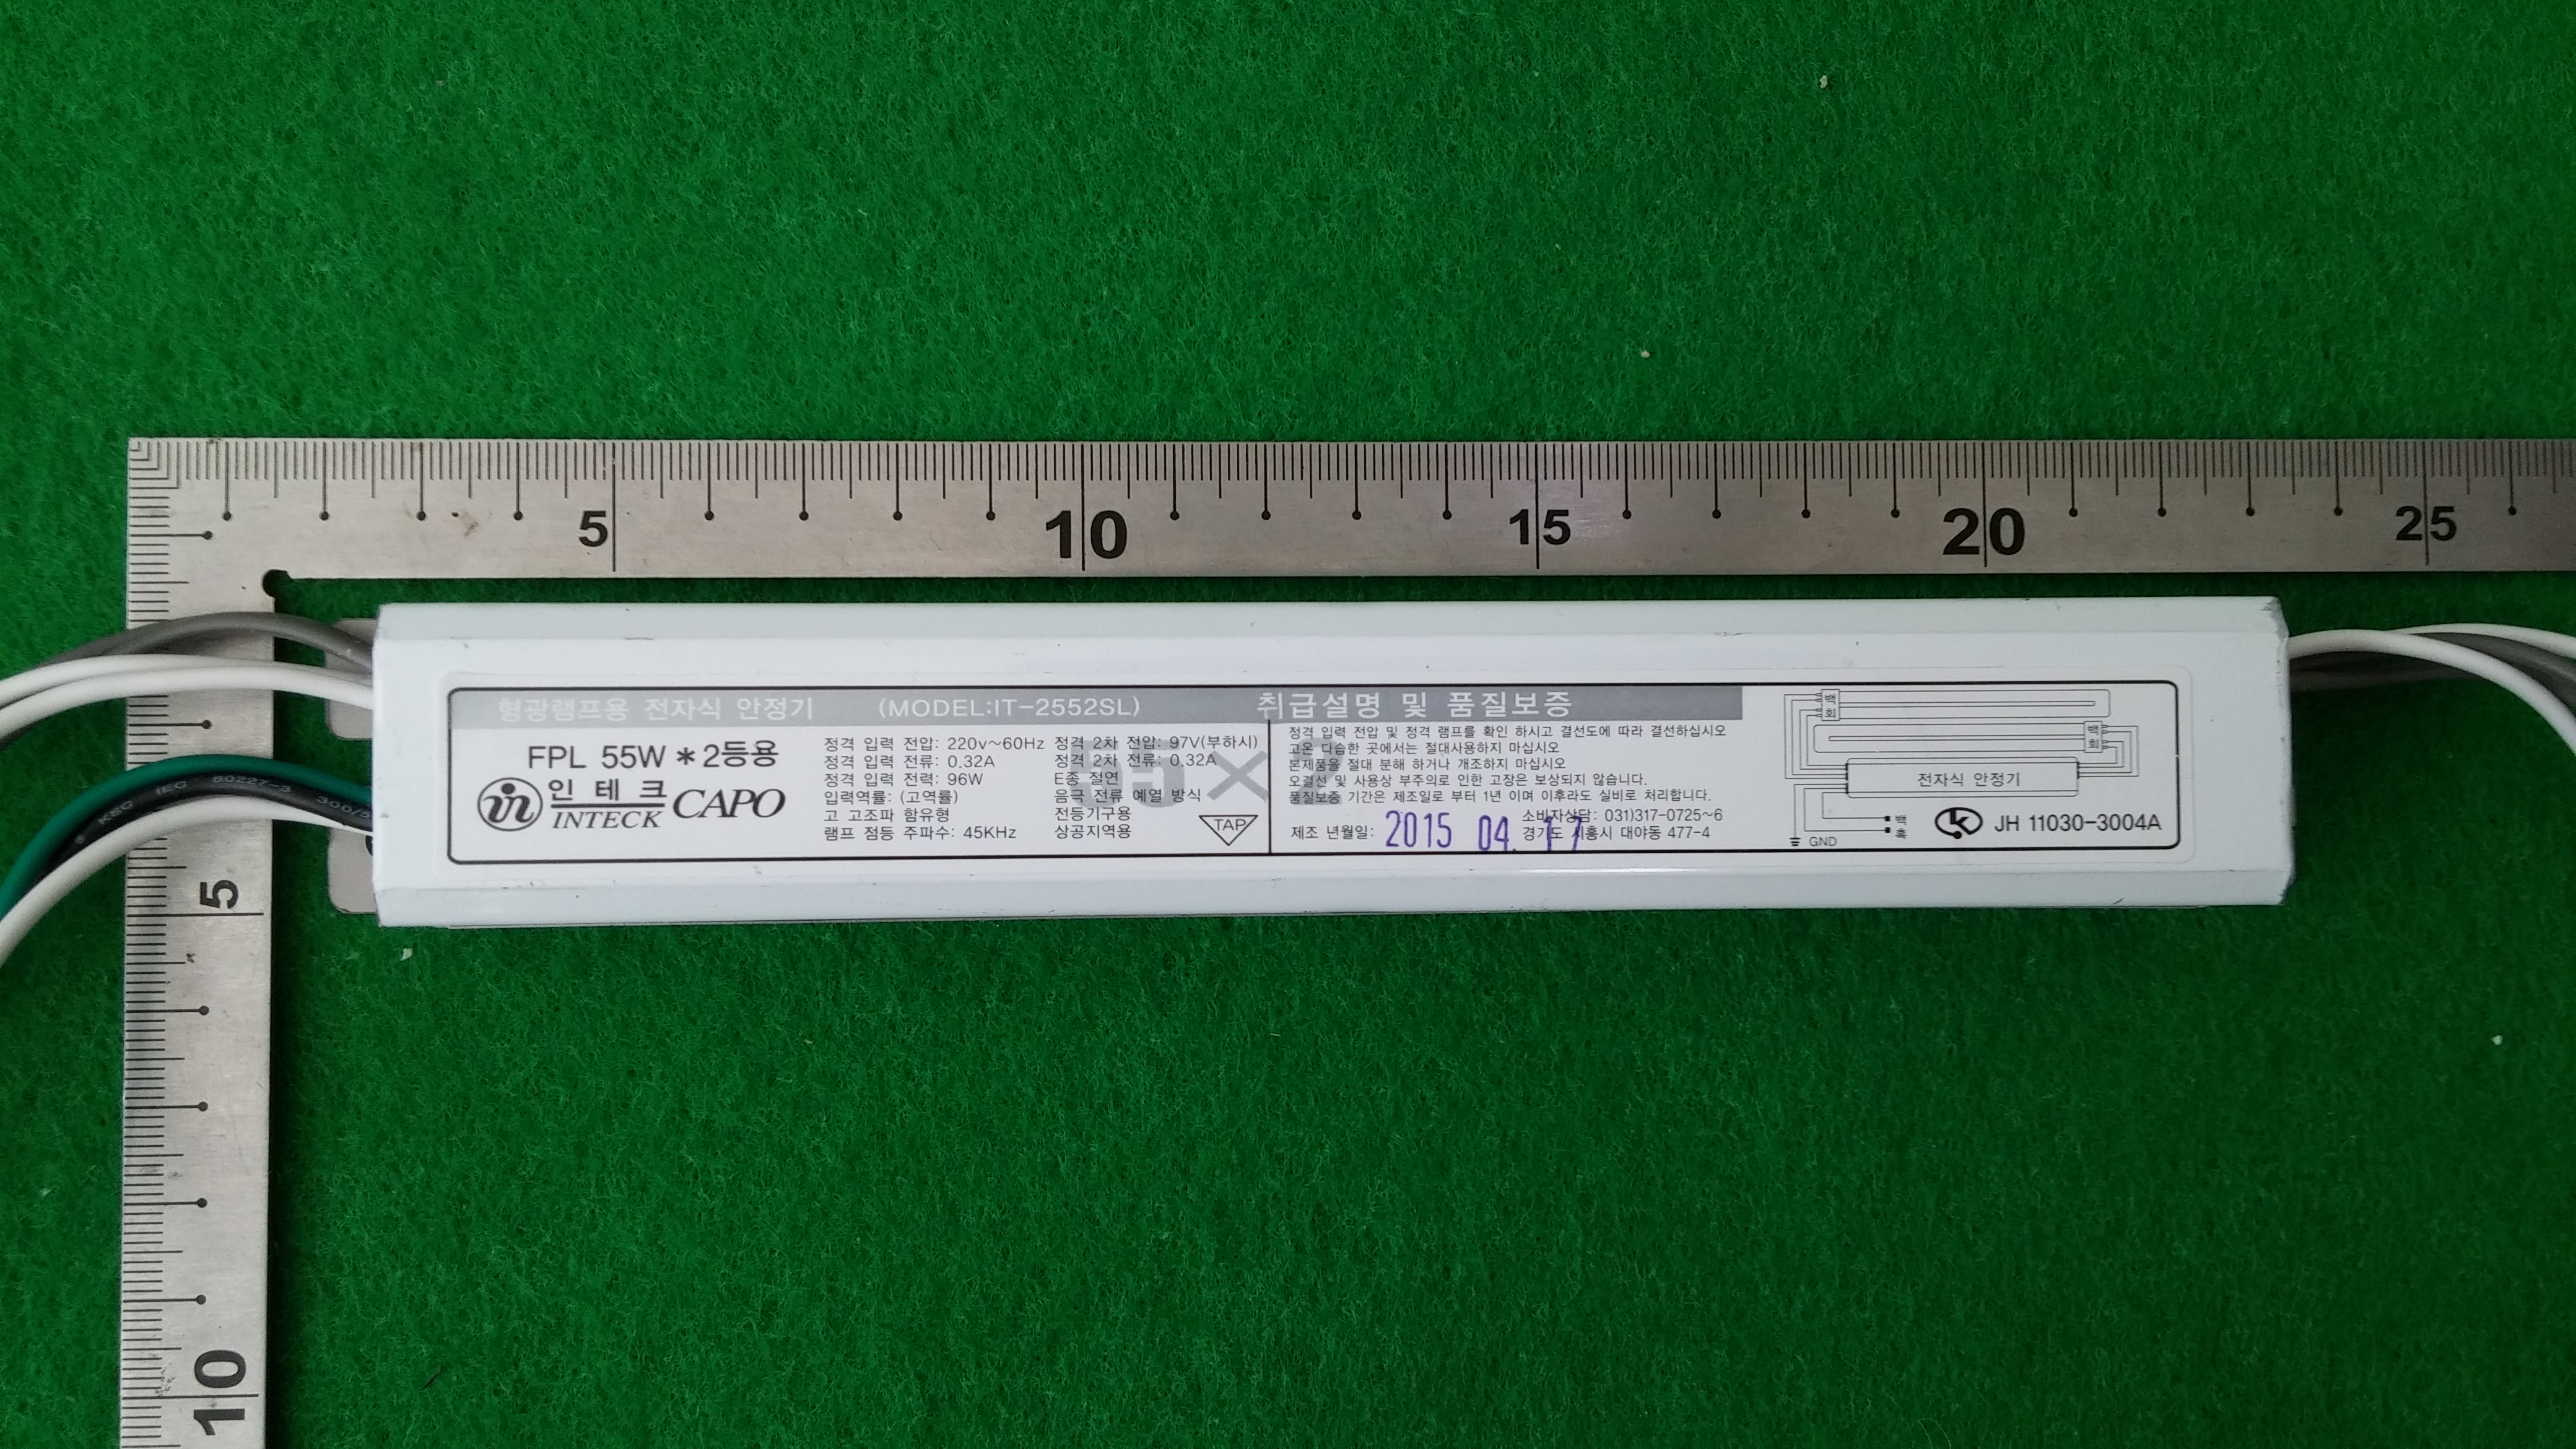 5
10
15
20
25
형광램프용 전자식 안정기 (MODEL:IT-2552SL)
FPL 55W *2등용
in 인테크
INTECK
CAPO
정격 입력 전압: 220v~60Hz
정격 입력 전류: 0.32A
정격 입력 전력: 96W
입력역률: (고역률)
고 고조파 함유형
램프 점등 주파수: 45KHz
정격 2차 전압: 97V(부하시)
정격 2차 전류: 0.32A
E종 절연
음극 전류 예열 방식
전등기구용
상공지역용
TAP
취급설명 및 품질보증
정격 입력 전압 및 정격 램프를 확인 하시고 결선도에 따라 결선하십시오
고온 다습한 곳에서는 절대사용하지 마십시오
본제품을 절대 분해 하거나 개조하지 마십시오
오결선 및 사용상 부주의로 인한 고장은 보상되지 않습니다.
품질보증 기간은 제조일로 부터 1년 이며 이후라도 실비로 처리합니다.
소비자상담: 031)317-0725~6
제조 년월일: 2015 04. 17 경기도 시흥시 대야동 477-4
백
회
백
회
전자식 안정기
백
흑
GND
JH 11030-3004A
KSC IEC 60227-3 300/5
5
10